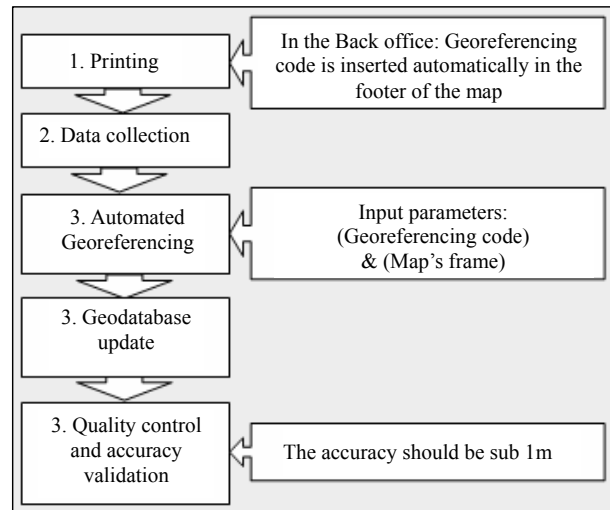 1. Printing
In the Back office: Georeferencing
code is inserted automatically in the
footer of the map
2. Data collection
3. Automated
Georeferencing
Input parameters:
(Georeferencing code)
& (Map's frame)
3. Geodatabase
update
3. Quality control
and accuracy
validation
The accuracy should be sub 1m